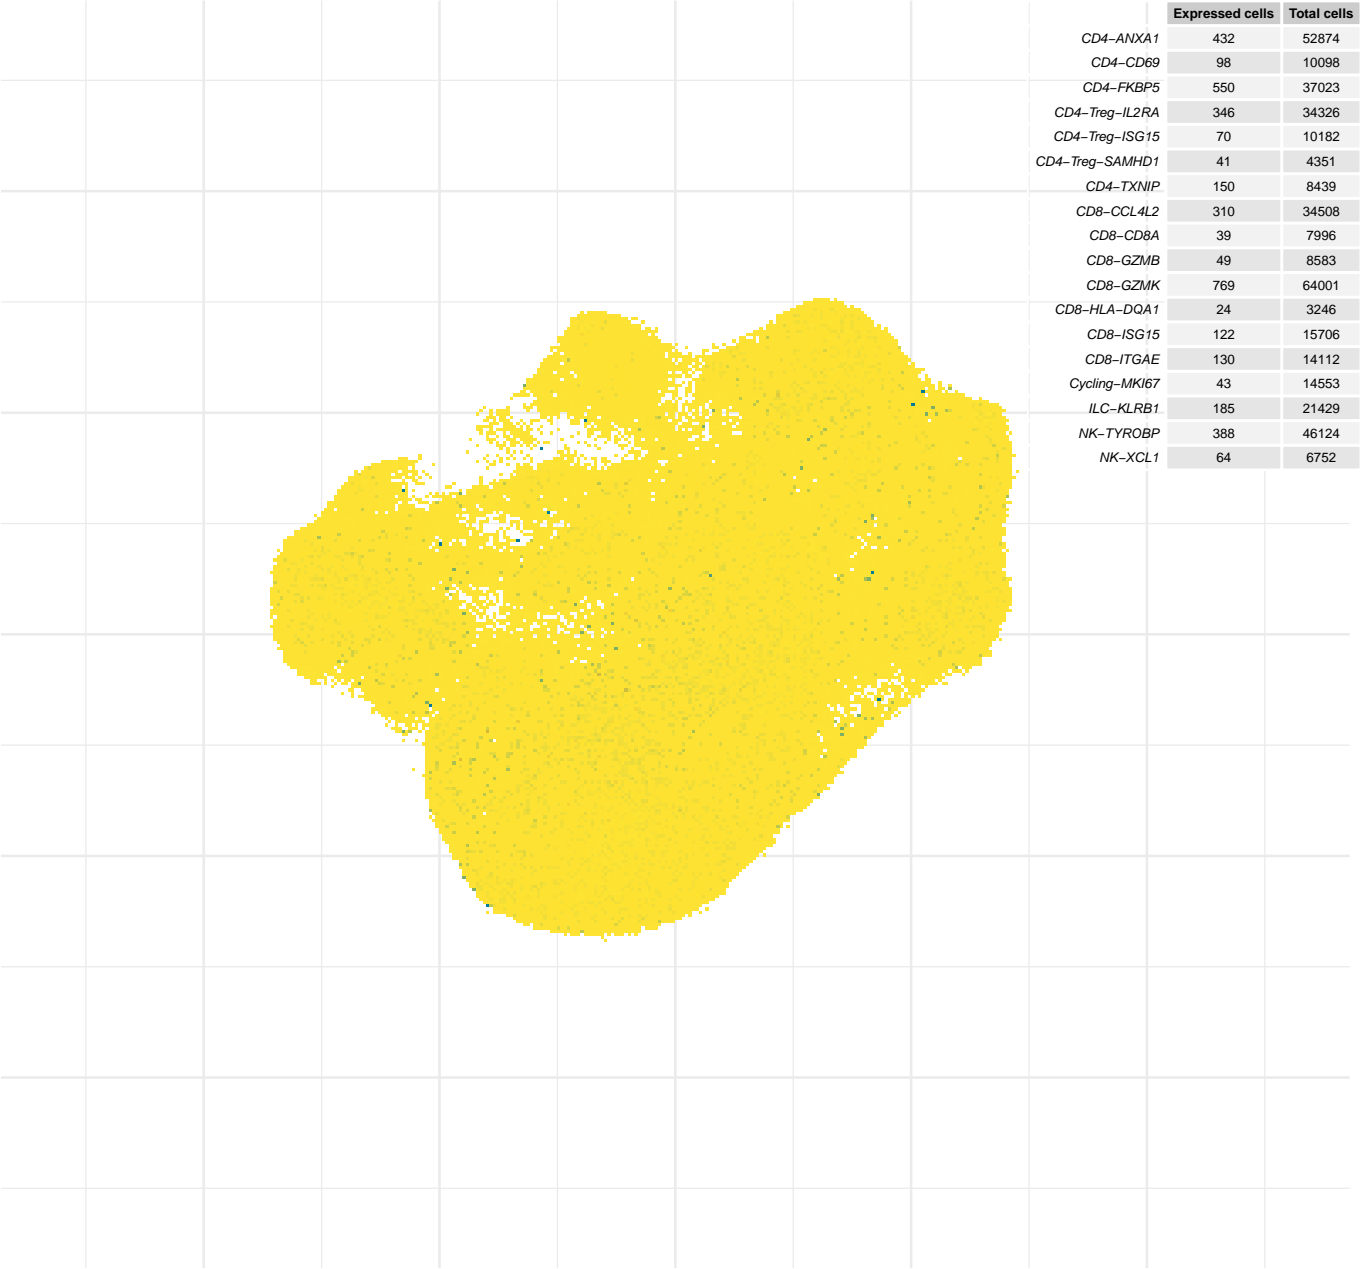 Expressed cells Total cells
CD4−ANXA1 432 52874
CD4−CD69 98 10098
CD4−FKBP5 550 37023
CD4−Treg−IL2RA 346 34326
CD4−Treg−ISG15 70 10182
CD4−Treg−SAMHD1 41 4351
CD4−TXNIP 150 8439
CD8−CCL4L2 310 34508
CD8−CD8A 39 7996
CD8−GZMB 49 8583
CD8−GZMK 769 64001
CD8−HLA−DQA1 24 3246
CD8−ISG15 122 15706
CD8−ITGAE 130 14112
Cycling−MKI67 43 14553
ILC−KLRB1 185 21429
NK−TYROBP 388 46124
NK−XCL1 64 6752